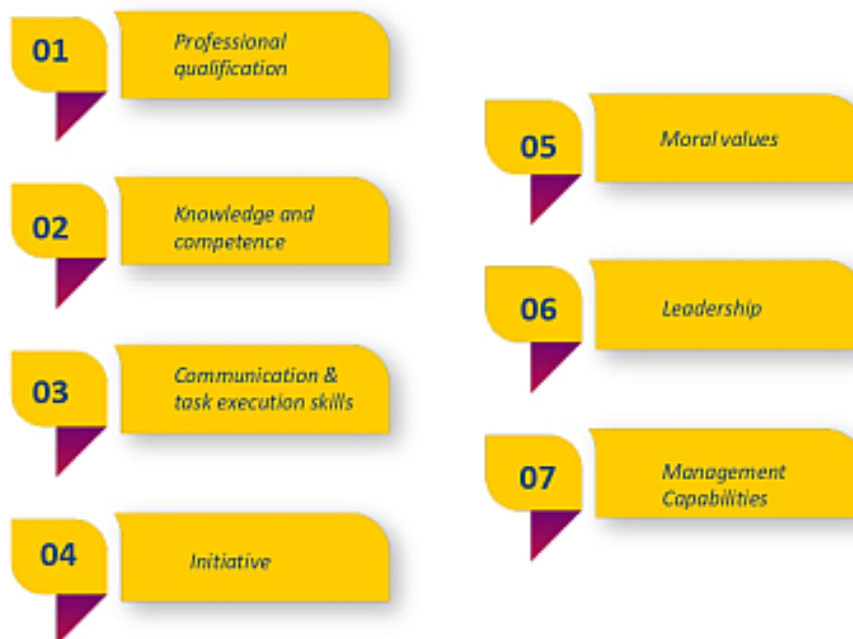 01
Professional
qualification
02
Knowledge and
competence
03
Communication &
task execution skills
04
Initiative
05
Moral values
06
Leadership
07
Management
Capabilities